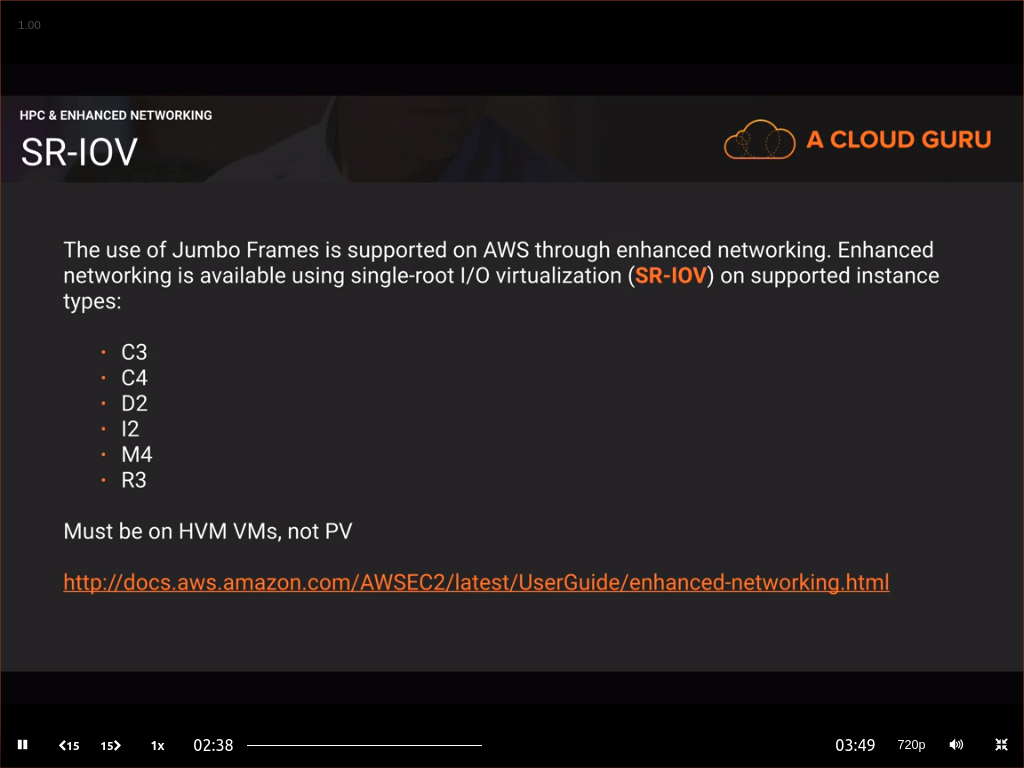 1.00
HPC & ENHANCED NETWORKING
SR-IOV
A CLOUD GURU
The use of Jumbo Frames is supported on AWS through enhanced networking. Enhanced
networking is available using single-root I/O virtualization (SR-IOV) on supported instance
types:
• C3
• C4
• D2
• I2
• M4
• R3
Must be on HVM VMs, not PV
http://docs.aws.amazon.com/AWSEC2/latest/UserGuide/enhanced-networking.html
15 15 1x 02:38 03:49 720p